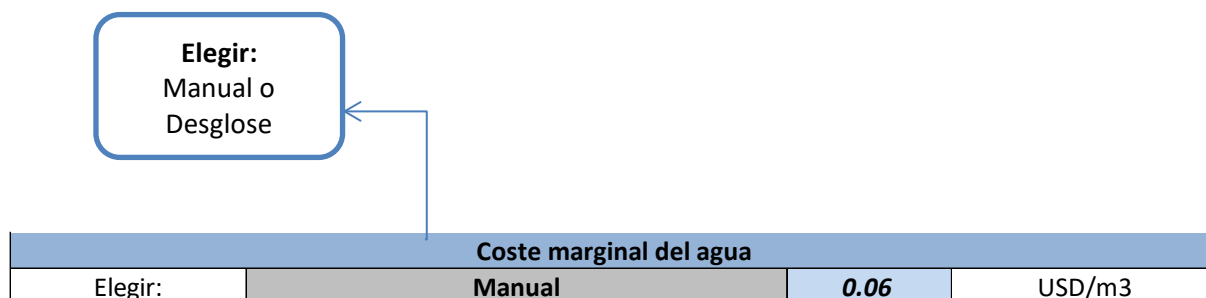 Elegir:
Manual o
Desglose
Coste marginal del agua
Elegir: Manual 0.06 USD/m3